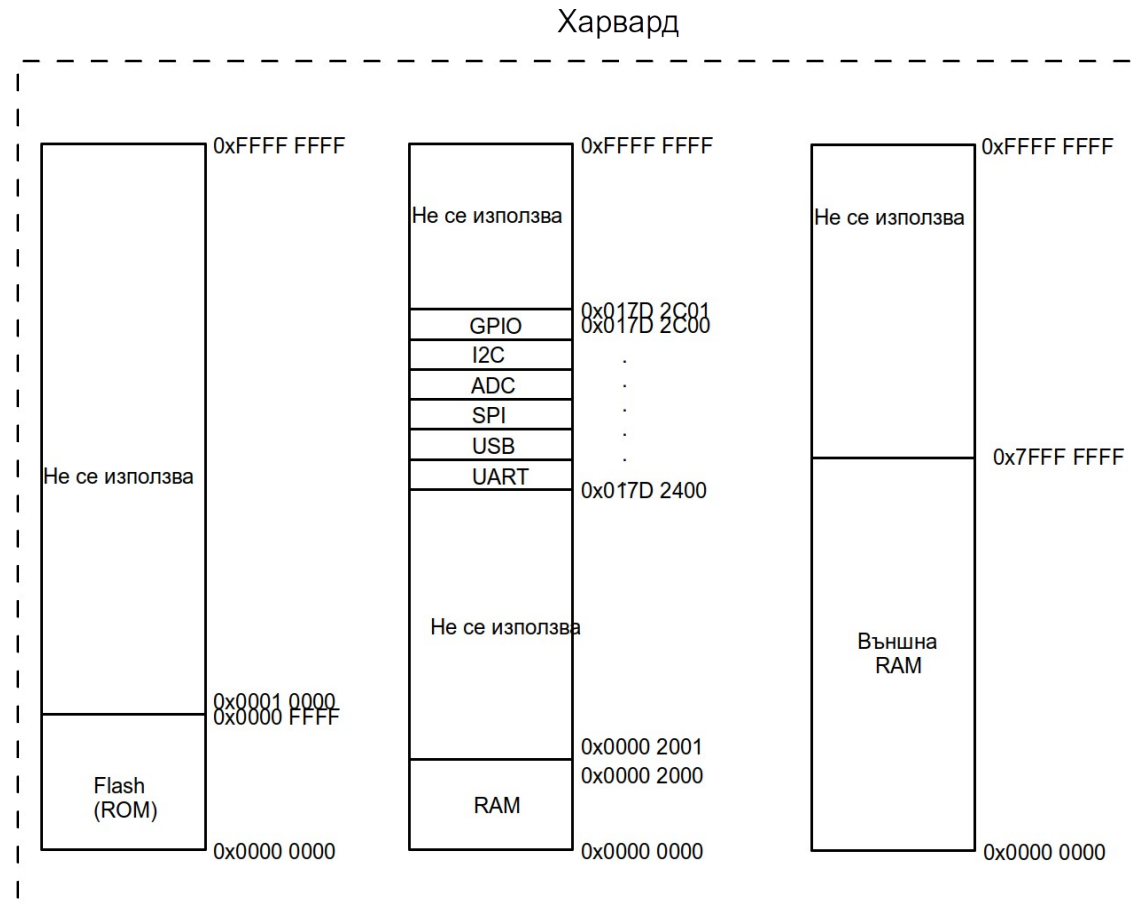 Харвард
0xFFFF FFFF
Не се използва
0x0001 0000
0x0000 FFFF
Flash
(ROM)
0x0000 0000
0xFFFF FFFF
Не се използва
0x017D 2C01
0x017D 2C00
GPIO
I2C
ADC
SPI
USB
UART
0x017D 2400
Не се използва
0x0000 2001
0x0000 2000
RAM
0x0000 0000
0xFFFF FFFF
Не се използва
0x7FFF FFFF
Външна
RAM
0x0000 0000